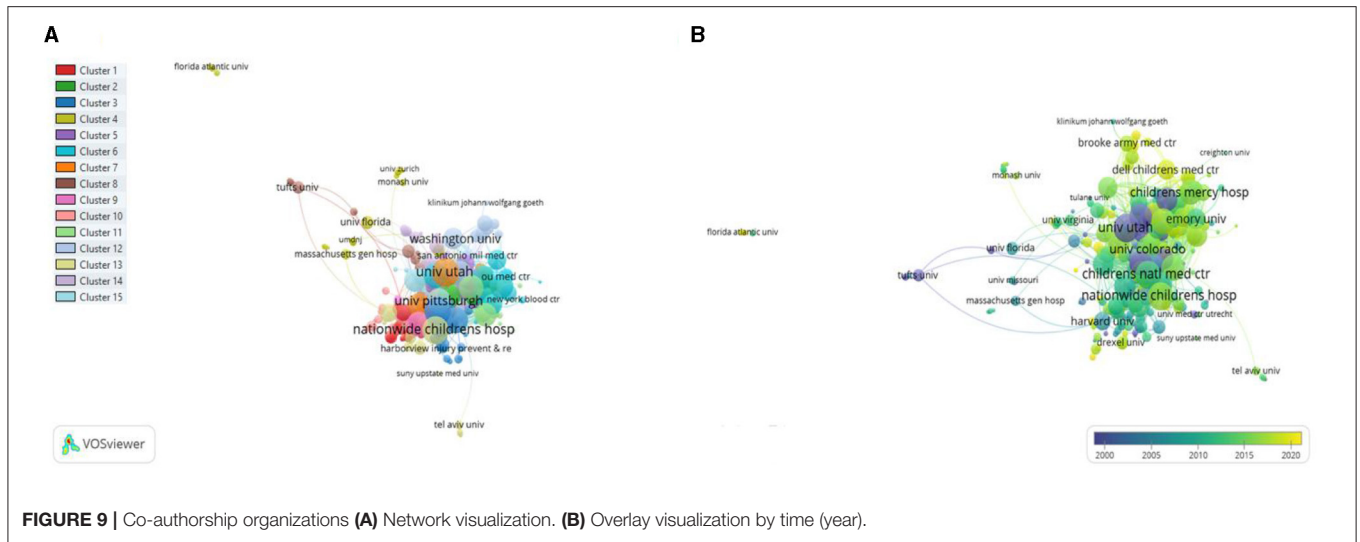 A
B
florida atlantic univ
Cluster 1
Cluster 2
Cluster 3
Cluster 4
Cluster 5
Cluster 6
Cluster 7
Cluster 8
Cluster 9
Cluster 10
Cluster 11
Cluster 12
Cluster 13
Cluster 14
Cluster 15
univ zurich
monash univ
tufts univ
klinikum johann wolfgang goeth
univ florida
umdnj
washington univ
massachusetts gen hosp
san antonio mil med ctr
univ utah
ou med ctr
univ pittsburgh
new york blood ctr
nationwide childrens hosp
harborview injury prevent & re
suny upstate med univ
tel aviv univ
VOSviewer
klinikum johann wolfgang goeth
brooke army med ctr
creighton univ
dell childrens med ctr
monash univ
childrens mercy hosp
tulane univ
univ virginia
emory univ
univ utah
florida atlantic univ
univ florida
univ colorado
tufts univ
childrens natl med ctr
univ missouri
massachusetts gen hosp
nationwide childrens hosp
univ med ctr utrecht
harvard univ
drexel univ
suny upstate med univ
tel aviv univ
2000 2005 2010 2015 2020
FIGURE 9 | Co-authorship organizations (A) Network visualization. (B) Overlay visualization by time (year).